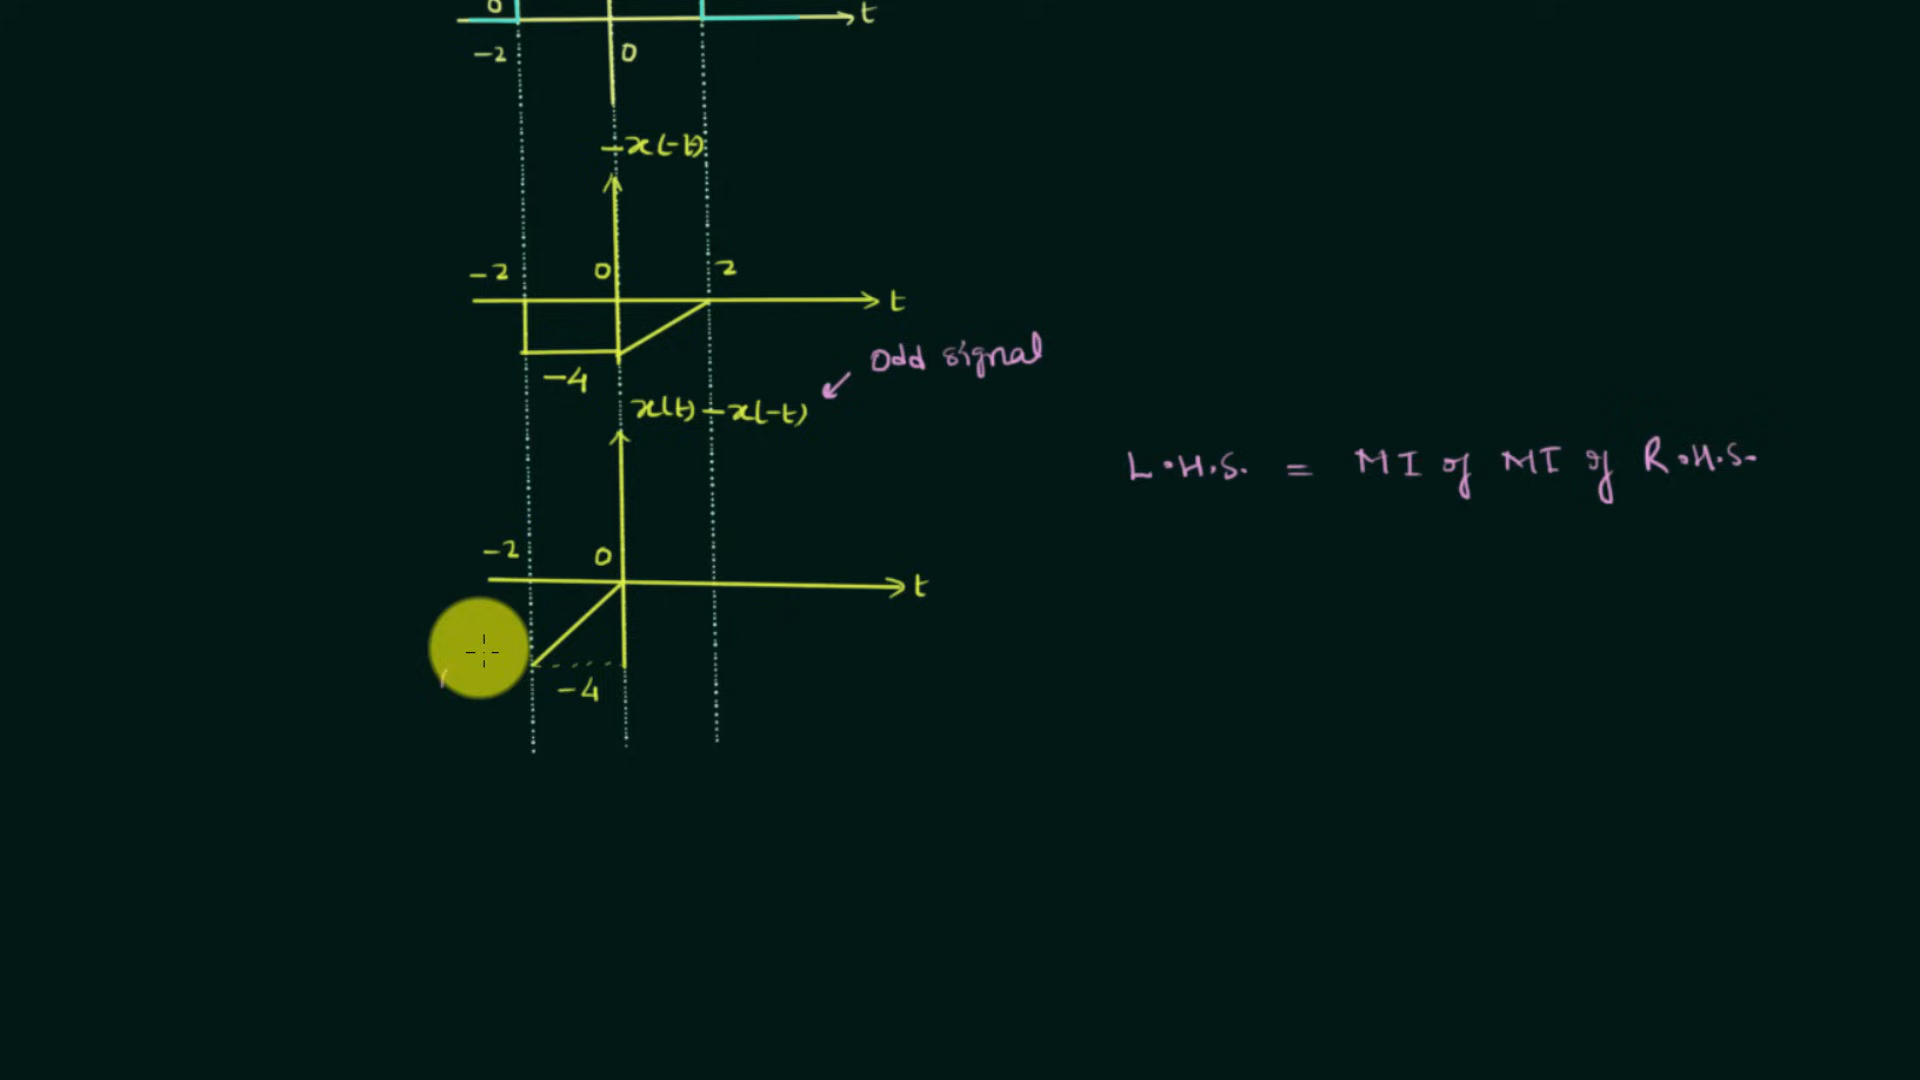 0
t
-2 0
-x(-t)
-2 0 2
t
-4
odd signal
x(t) - x(-t)
L.H.S. = MI of MI of R.H.S.
-2 0
t
-4